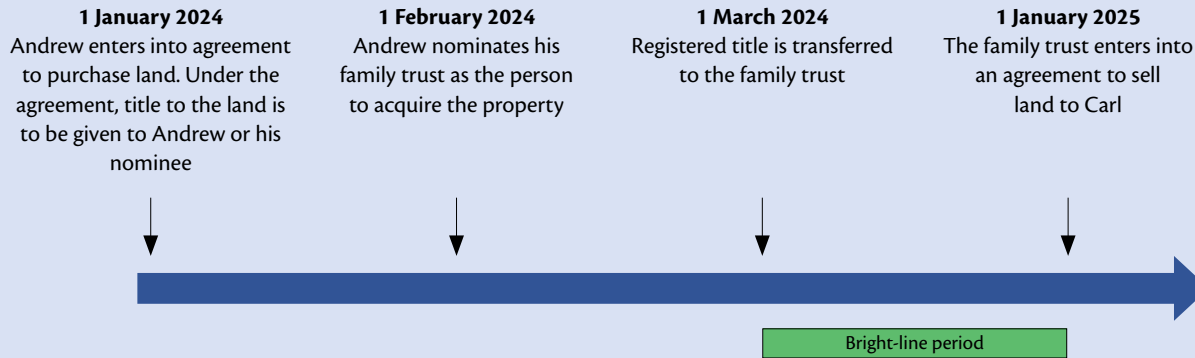 1 January 2024
Andrew enters into agreement
to purchase land. Under the
agreement, title to the land is
to be given to Andrew or his
nominee
1 February 2024
Andrew nominates his
family trust as the person
to acquire the property
1 March 2024
Registered title is transferred
to the family trust
1 January 2025
The family trust enters into
an agreement to sell
land to Carl
Bright-line period